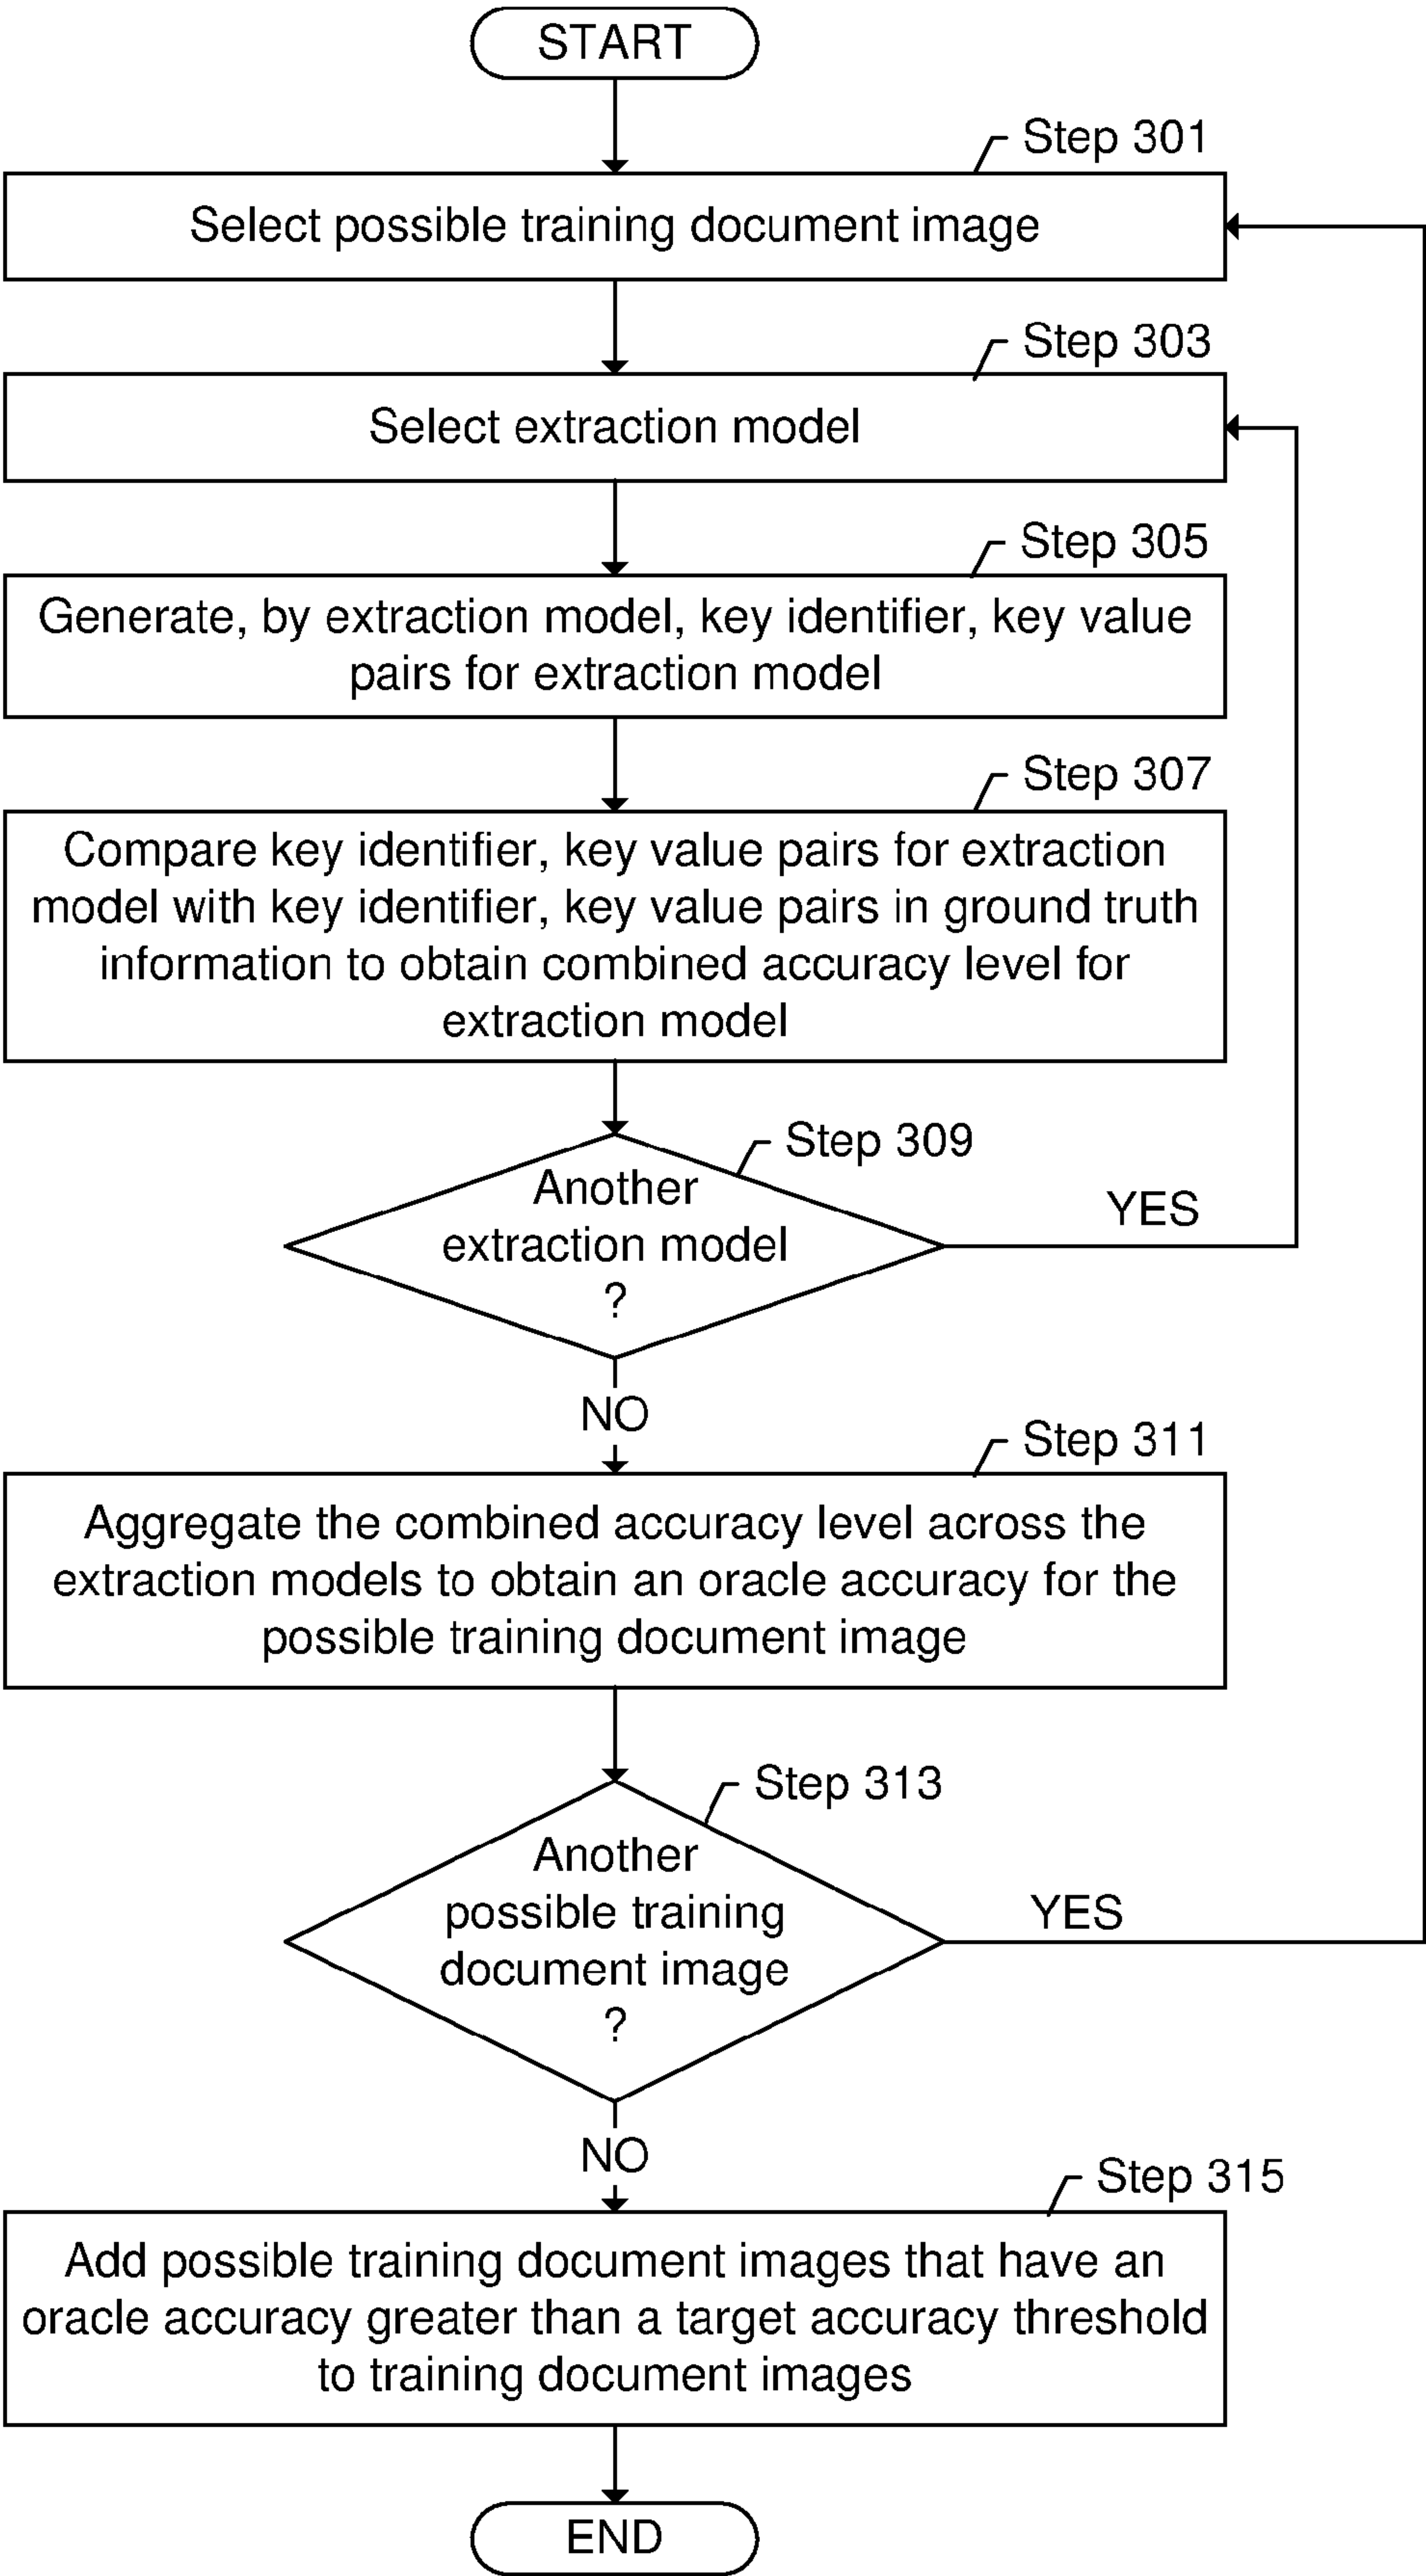 START
Step 301
Select possible training document image
Step 303
Select extraction model
Step 305
Generate, by extraction model, key identifier, key value
pairs for extraction model
Step 307
Compare key identifier, key value pairs for extraction
model with key identifier, key value pairs in ground truth
information to obtain combined accuracy level for
extraction model
Step 309
Another
extraction model
?
YES
NO
Step 311
Aggregate the combined accuracy level across the
extraction models to obtain an oracle accuracy for the
possible training document image
Step 313
Another
possible training
document image
?
YES
NO
Step 315
Add possible training document images that have an
oracle accuracy greater than a target accuracy threshold
to training document images
END